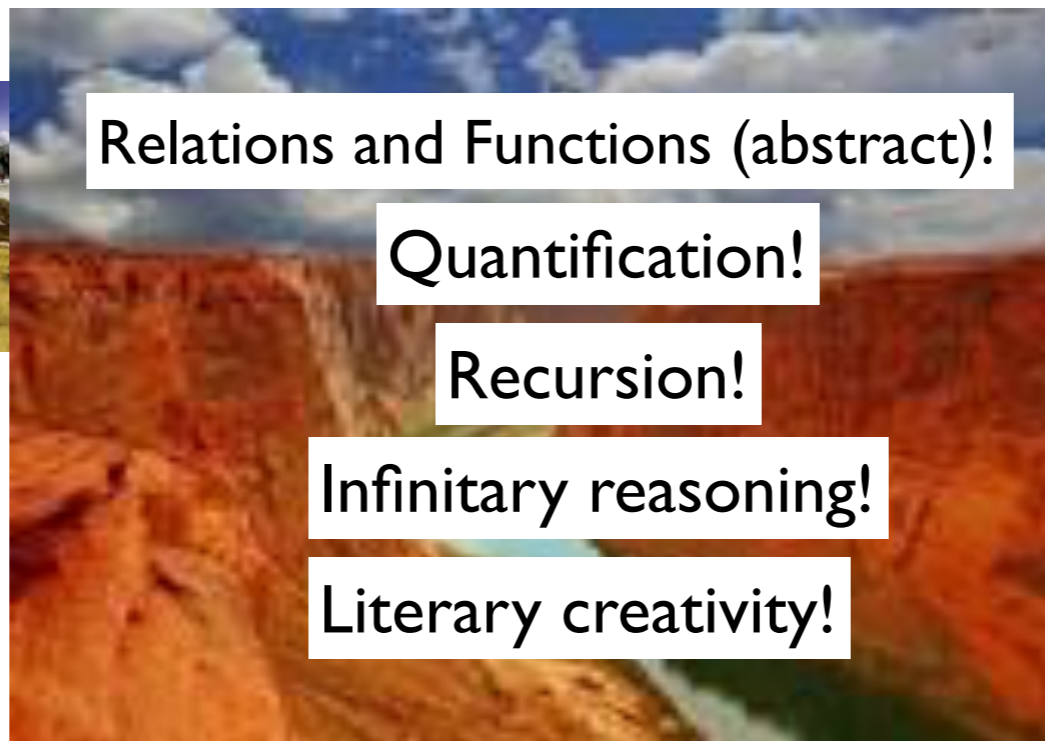 Relations and Functions (abstract)!
Quantification!
Recursion!
Infinitary reasoning!
Literary creativity!